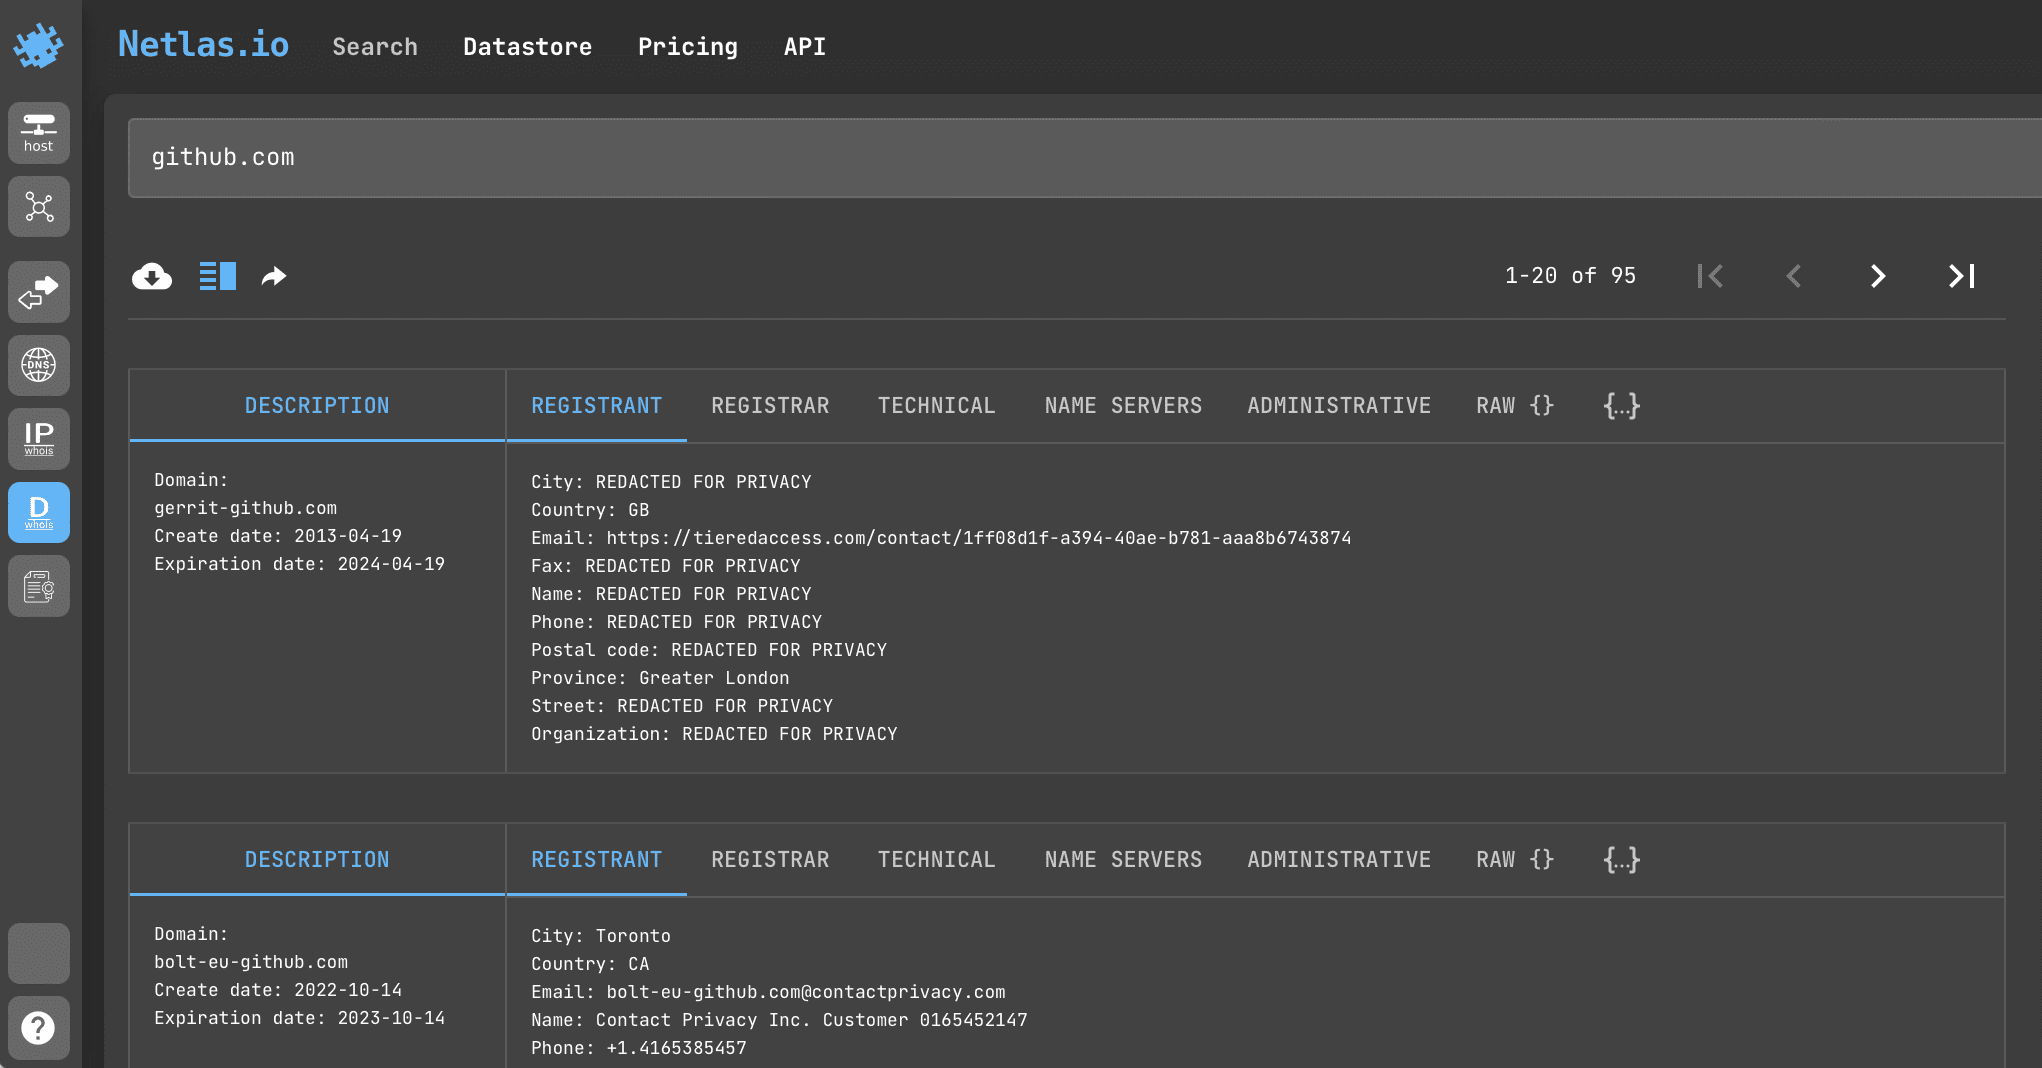 Netlas.io Search Datastore Pricing API
host
github.com
1-20 of 95
DNS
IP
whois
D
whois
DESCRIPTION REGISTRANT REGISTRAR TECHNICAL NAME SERVERS ADMINISTRATIVE RAW {} {...}
Domain:
gerrit-github.com
Create date: 2013-04-19
Expiration date: 2024-04-19
City: REDACTED FOR PRIVACY
Country: GB
Email: https://tieredaccess.com/contact/1ff08d1f-a394-40ae-b781-aaa8b6743874
Fax: REDACTED FOR PRIVACY
Name: REDACTED FOR PRIVACY
Phone: REDACTED FOR PRIVACY
Postal code: REDACTED FOR PRIVACY
Province: Greater London
Street: REDACTED FOR PRIVACY
Organization: REDACTED FOR PRIVACY
DESCRIPTION REGISTRANT REGISTRAR TECHNICAL NAME SERVERS ADMINISTRATIVE RAW {} {...}
Domain:
bolt-eu-github.com
Create date: 2022-10-14
Expiration date: 2023-10-14
City: Toronto
Country: CA
Email: bolt-eu-github.com@contactprivacy.com
Name: Contact Privacy Inc. Customer 0165452147
Phone: +1.4165385457
?